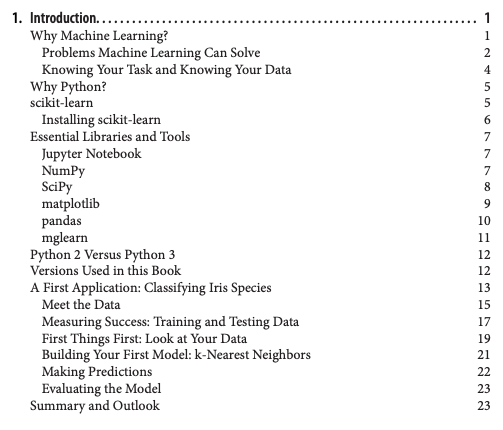 1. Introduction. . . . . . . . . . . . . . . . . . . . . . . . . . . . . . . . . . . . . . . . . . . . . . . . . . . . . . . . . . . . . . . . . . 1
Why Machine Learning? 1
Problems Machine Learning Can Solve 2
Knowing Your Task and Knowing Your Data 4
Why Python? 5
scikit-learn 5
Installing scikit-learn 6
Essential Libraries and Tools 7
Jupyter Notebook 7
NumPy 7
SciPy 8
matplotlib 9
pandas 10
mglearn 11
Python 2 Versus Python 3 12
Versions Used in this Book 12
A First Application: Classifying Iris Species 13
Meet the Data 15
Measuring Success: Training and Testing Data 17
First Things First: Look at Your Data 19
Building Your First Model: k-Nearest Neighbors 21
Making Predictions 22
Evaluating the Model 23
Summary and Outlook 23